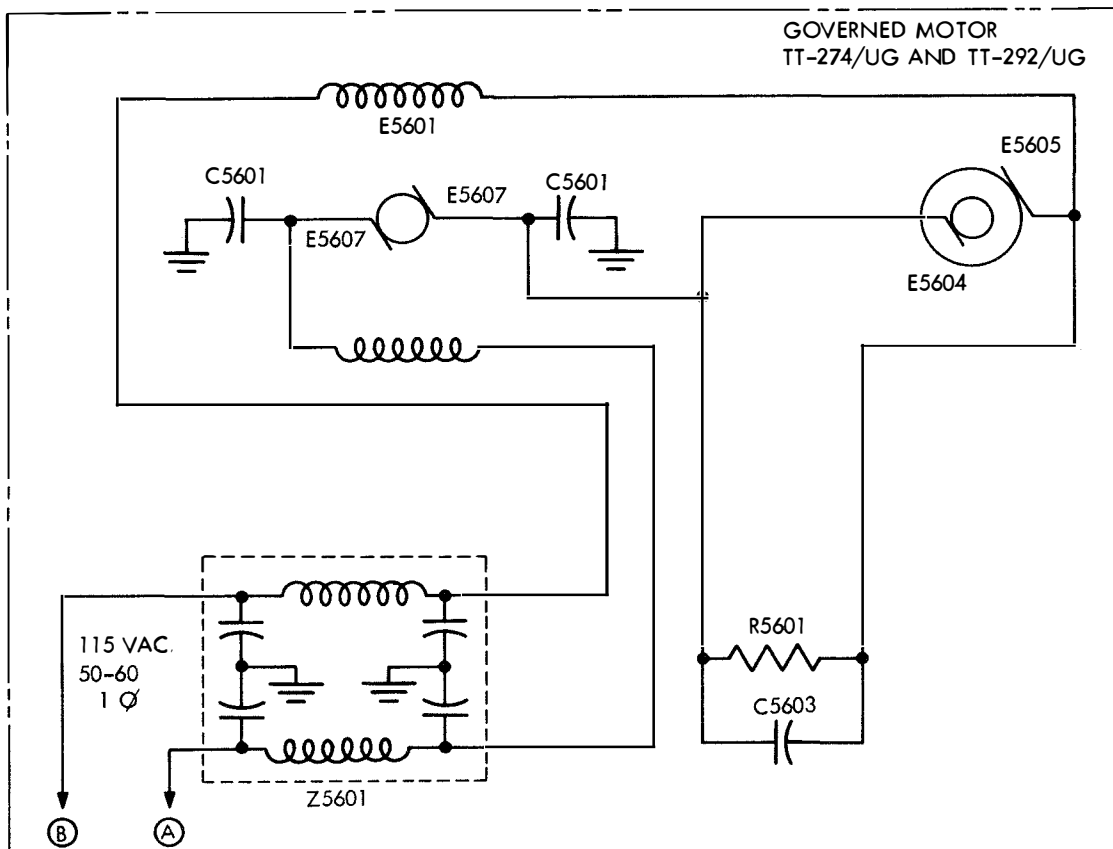 GOVERNED MOTOR
TT-274/UG AND TT-292/UG
E5601
E5605
C5601
E5607
C5601
E5607
E5604
115 VAC.
50-60
1 Ø
R5601
C5603
Z5601
B
A